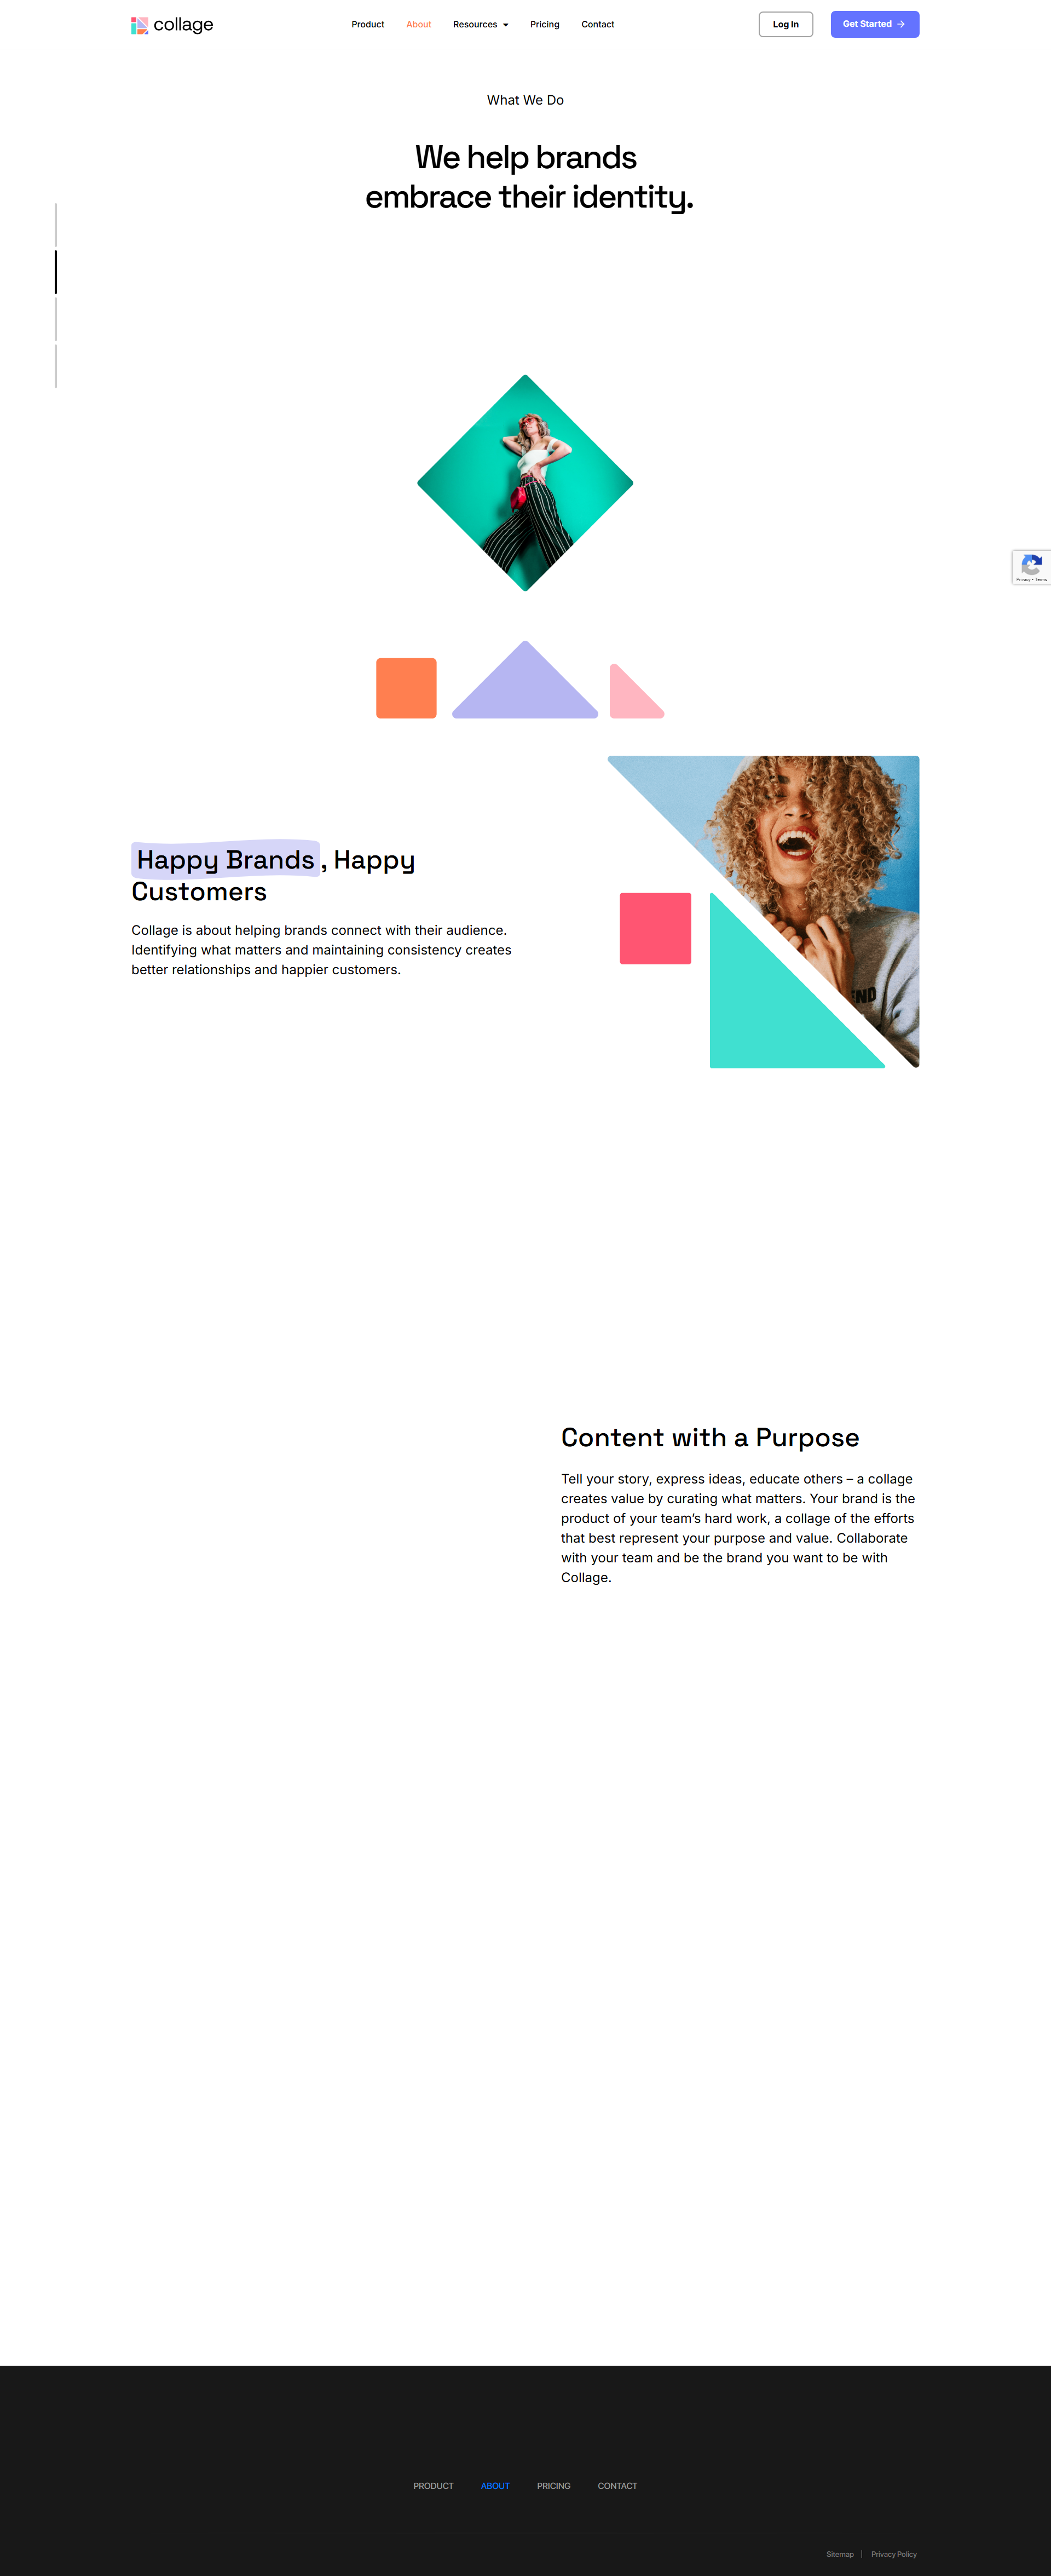 collage
Product About Resources Pricing Contact
Log In
Get Started
What We Do
We help brands
embrace their identity.
Privacy - Terms
Happy Brands, Happy
Customers
Collage is about helping brands connect with their audience.
Identifying what matters and maintaining consistency creates
better relationships and happier customers.
END
Content with a Purpose
Tell your story, express ideas, educate others – a collage
creates value by curating what matters. Your brand is the
product of your team’s hard work, a collage of the efforts
that best represent your purpose and value. Collaborate
with your team and be the brand you want to be with
Collage.
PRODUCT ABOUT PRICING CONTACT
Sitemap | Privacy Policy